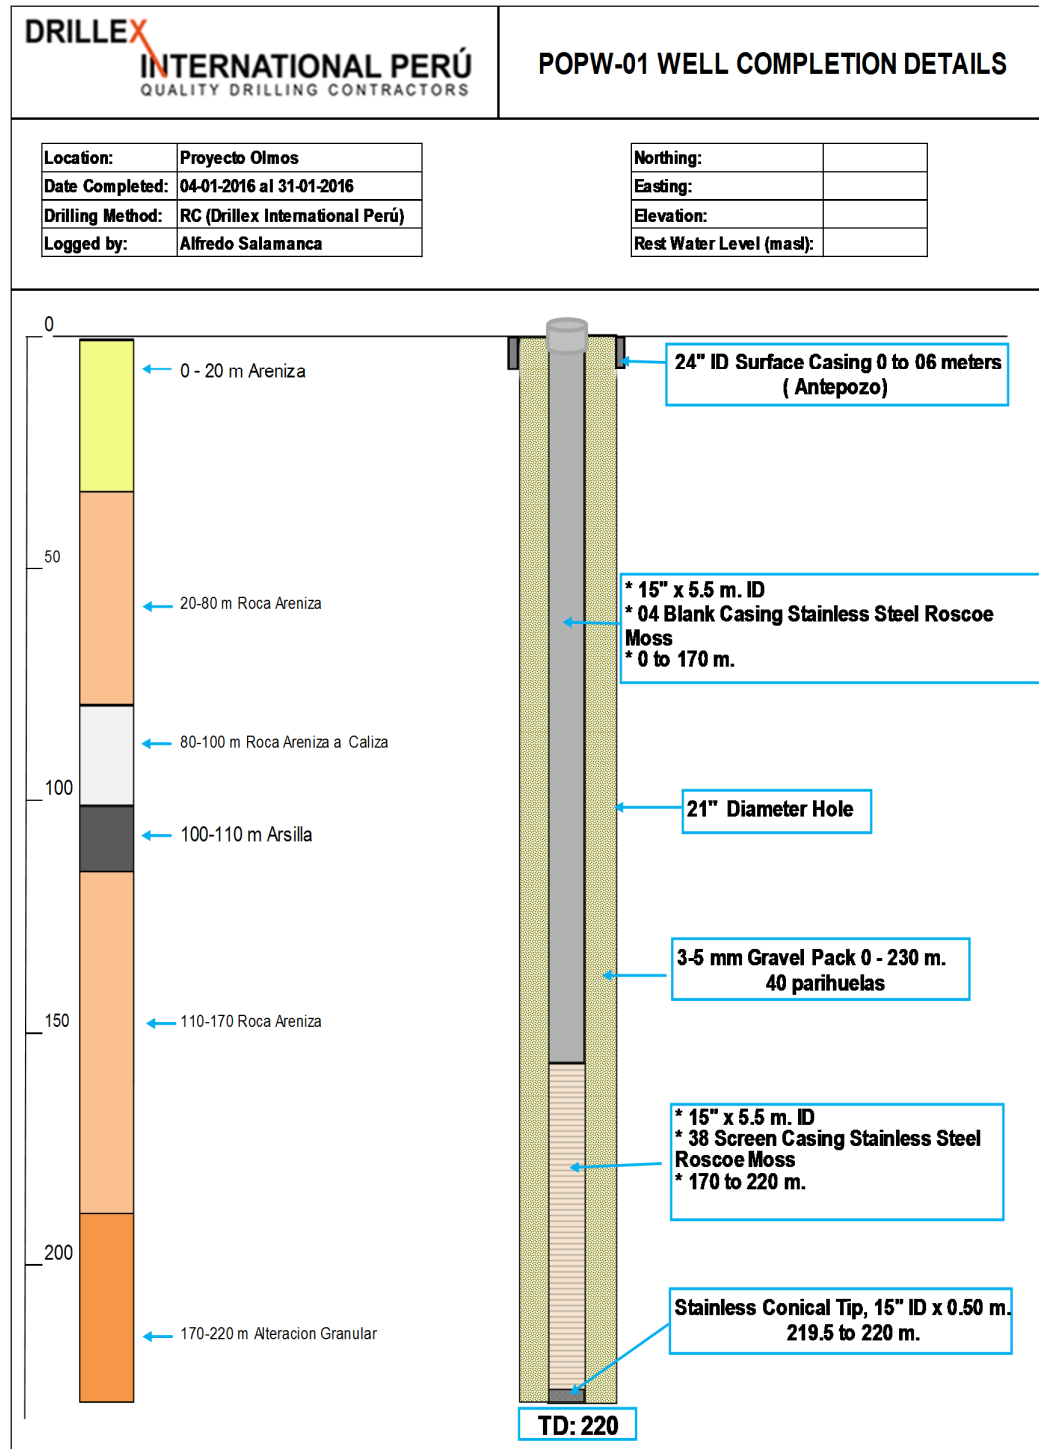 DRILLEX
INTERNATIONAL PERÚ
QUALITY DRILLING CONTRACTORS
POPW-01 WELL COMPLETION DETAILS
Location: Proyecto Olmos
Date Completed: 04-01-2016 al 31-01-2016
Drilling Method: RC (Drillex International Perú)
Logged by: Alfredo Salamanca
Northing:
Easting:
Elevation:
Rest Water Level (masl):
0
0 - 20 m Areniza
24" ID Surface Casing 0 to 06 meters
( Antepozo)
50
20-80 m Roca Areniza
* 15" x 5.5 m. ID
* 04 Blank Casing Stainless Steel Roscoe
Moss
* 0 to 170 m.
80-100 m Roca Areniza a Caliza
100
21" Diameter Hole
100-110 m Arsilla
3-5 mm Gravel Pack 0 - 230 m.
40 parihuelas
150
110-170 Roca Areniza
* 15" x 5.5 m. ID
* 38 Screen Casing Stainless Steel
Roscoe Moss
* 170 to 220 m.
200
Stainless Conical Tip, 15" ID x 0.50 m.
219.5 to 220 m.
170-220 m Alteracion Granular
TD: 220